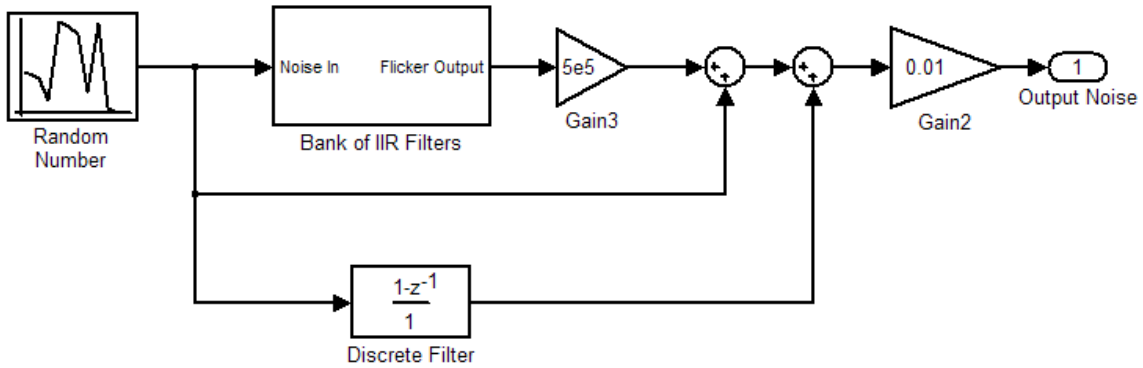 Random
Number
Noise In
Flicker Output
Bank of IIR Filters
5e5
Gain3
0.01
Gain2
1
Output Noise
1-z⁻¹
1
Discrete Filter